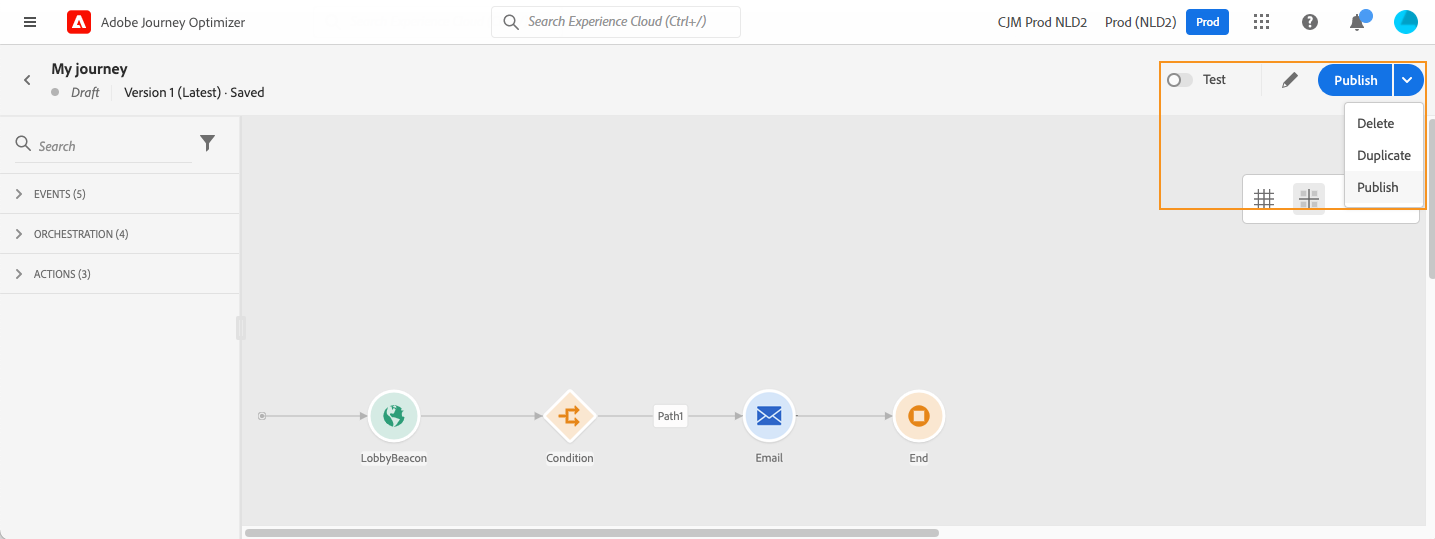 Adobe Journey Optimizer
Search Experience Cloud (Ctrl+/)
CJM Prod NLD2
Prod (NLD2)
Prod
My journey
Draft
Version 1 (Latest) · Saved
Test
Publish
Delete
Duplicate
Publish
Search
EVENTS (5)
ORCHESTRATION (4)
ACTIONS (3)
Path1
LobbyBeacon
Condition
Email
End